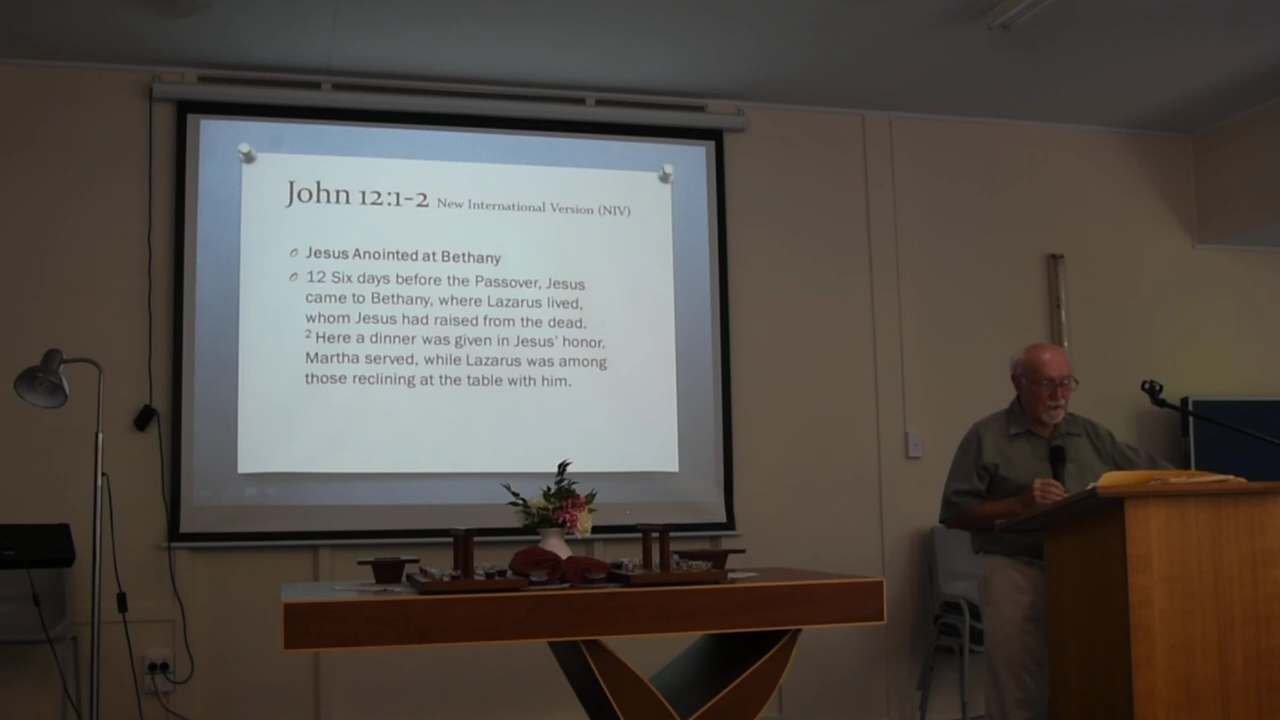 John 12:1-2 New International Version (NIV)
Jesus Anointed at Bethany
12 Six days before the Passover, Jesus
came to Bethany, where Lazarus lived,
whom Jesus had raised from the dead.
2 Here a dinner was given in Jesus' honor,
Martha served, while Lazarus was among
those reclining at the table with him.